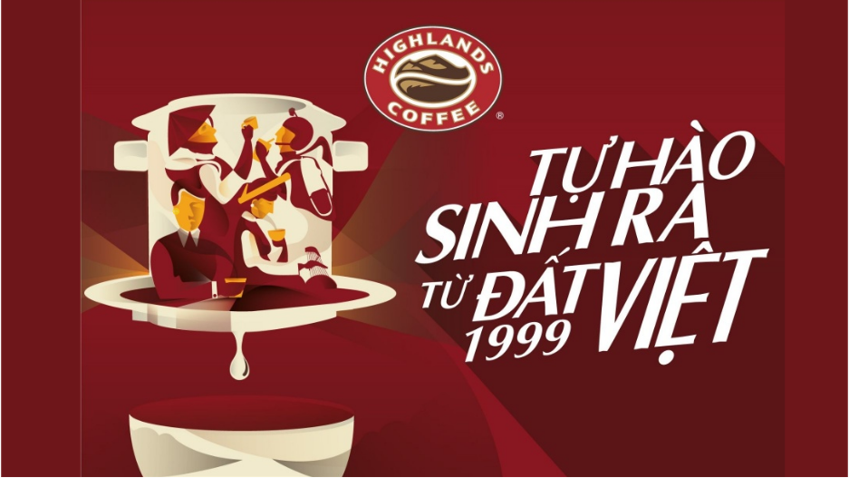 HIGHLANDS
COFFEE
®
TỰ HÀO
SINH RA
TỪ ĐẤT VIỆT
1999